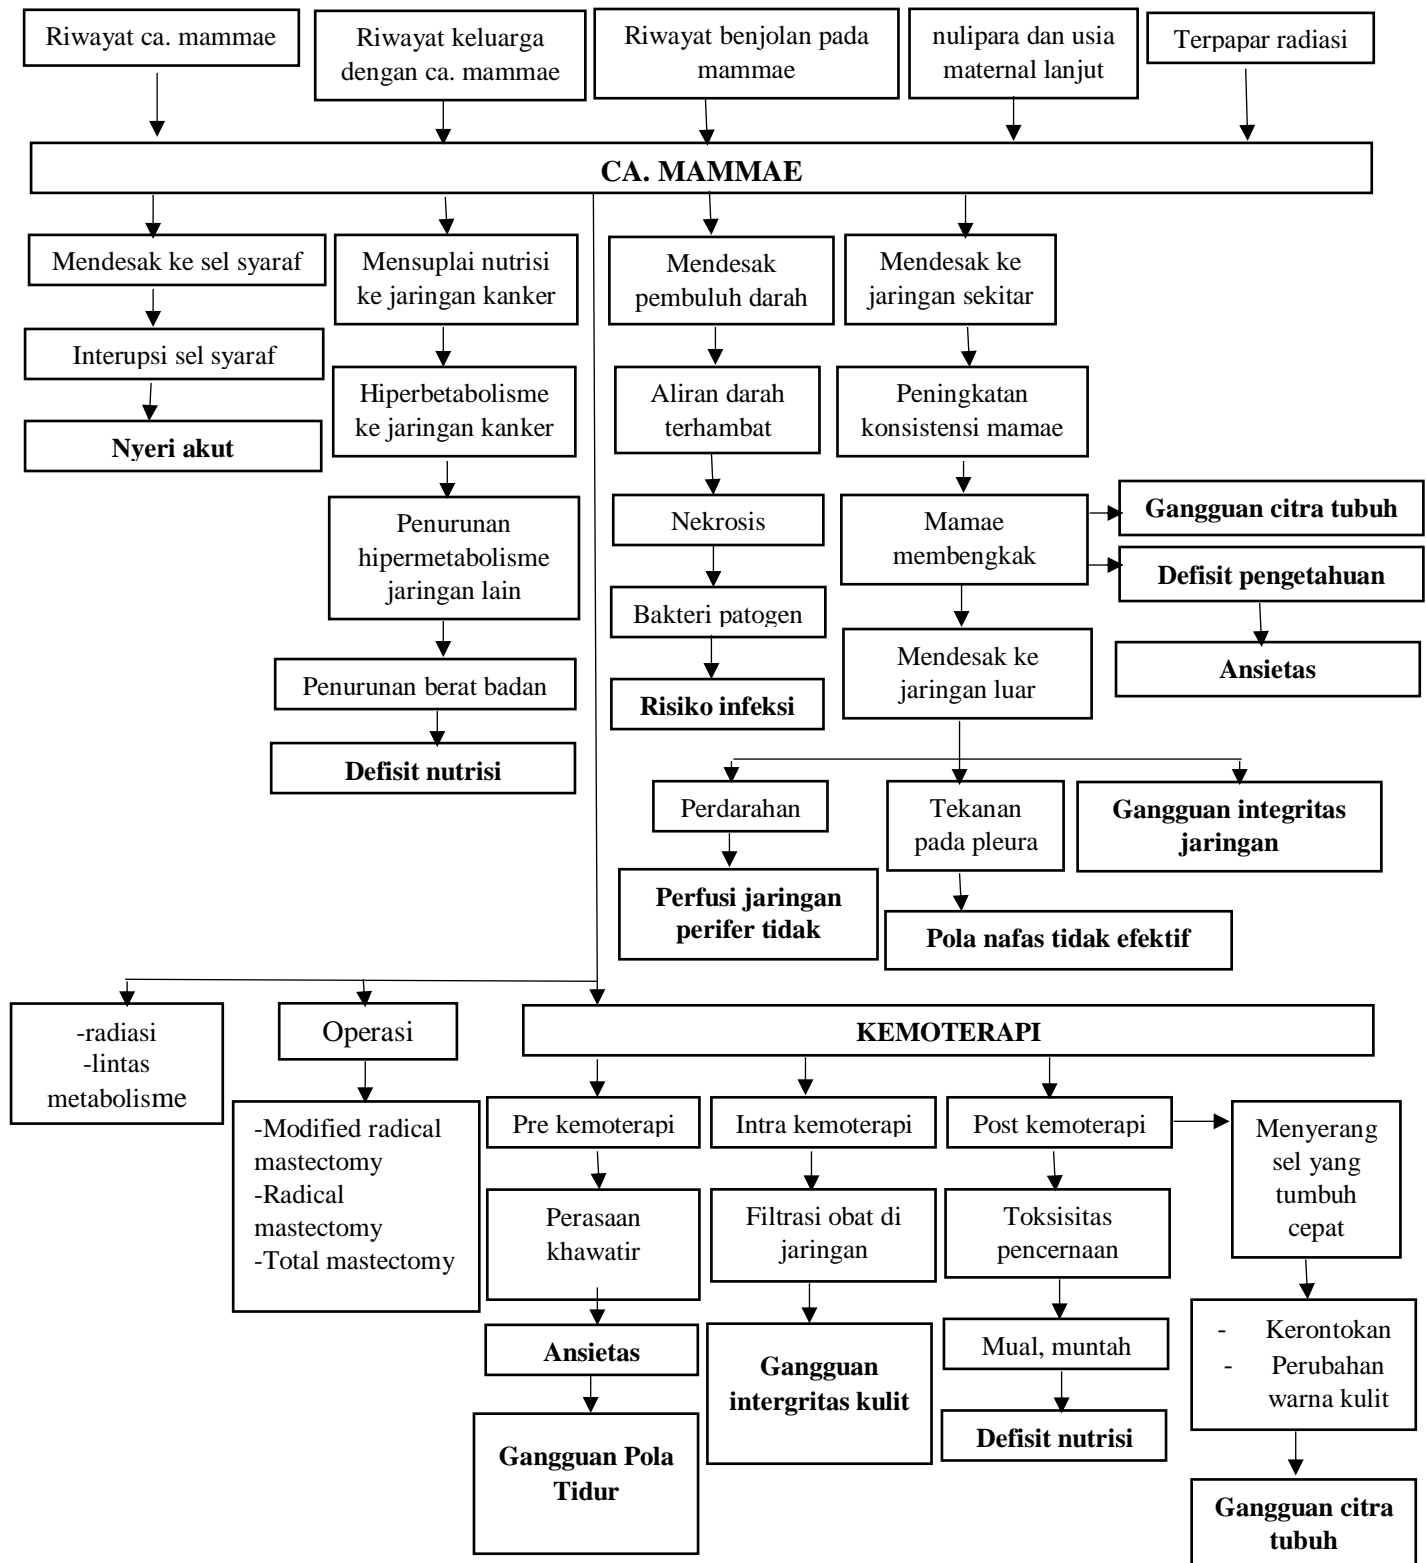 Riwayat ca. mammae
Riwayat keluarga
dengan ca. mammae
Riwayat benjolan pada
mammae
nulipara dan usia
maternal lanjut
Terpapar radiasi
CA. MAMMAE
Mendesak ke sel syaraf
Mensuplai nutrisi
ke jaringan kanker
Mendesak
pembuluh darah
Mendesak ke
jaringan sekitar
Interupsi sel syaraf
Hiperbetabolisme
ke jaringan kanker
Aliran darah
terhambat
Peningkatan
konsistensi mamae
Nyeri akut
Penurunan
hipermetabolisme
jaringan lain
Nekrosis
Mamae
membengkak
Gangguan citra tubuh
Defisit pengetahuan
Bakteri patogen
Mendesak ke
jaringan luar
Ansietas
Penurunan berat badan
Risiko infeksi
Defisit nutrisi
Perdarahan
Tekanan
pada pleura
Gangguan integritas
jaringan
Perfusi jaringan
perifer tidak
Pola nafas tidak efektif
-radiasi
-lintas
metabolisme
Operasi
KEMOTERAPI
-Modified radical
mastectomy
-Radical
mastectomy
-Total mastectomy
Pre kemoterapi
Intra kemoterapi
Post kemoterapi
Menyerang
sel yang
tumbuh
cepat
Perasaan
khawatir
Filtrasi obat di
jaringan
Toksisitas
pencernaan
Ansietas
Gangguan
intergritas kulit
Mual, muntah
- Kerontokan
- Perubahan
warna kulit
Gangguan Pola
Tidur
Defisit nutrisi
Gangguan citra
tubuh